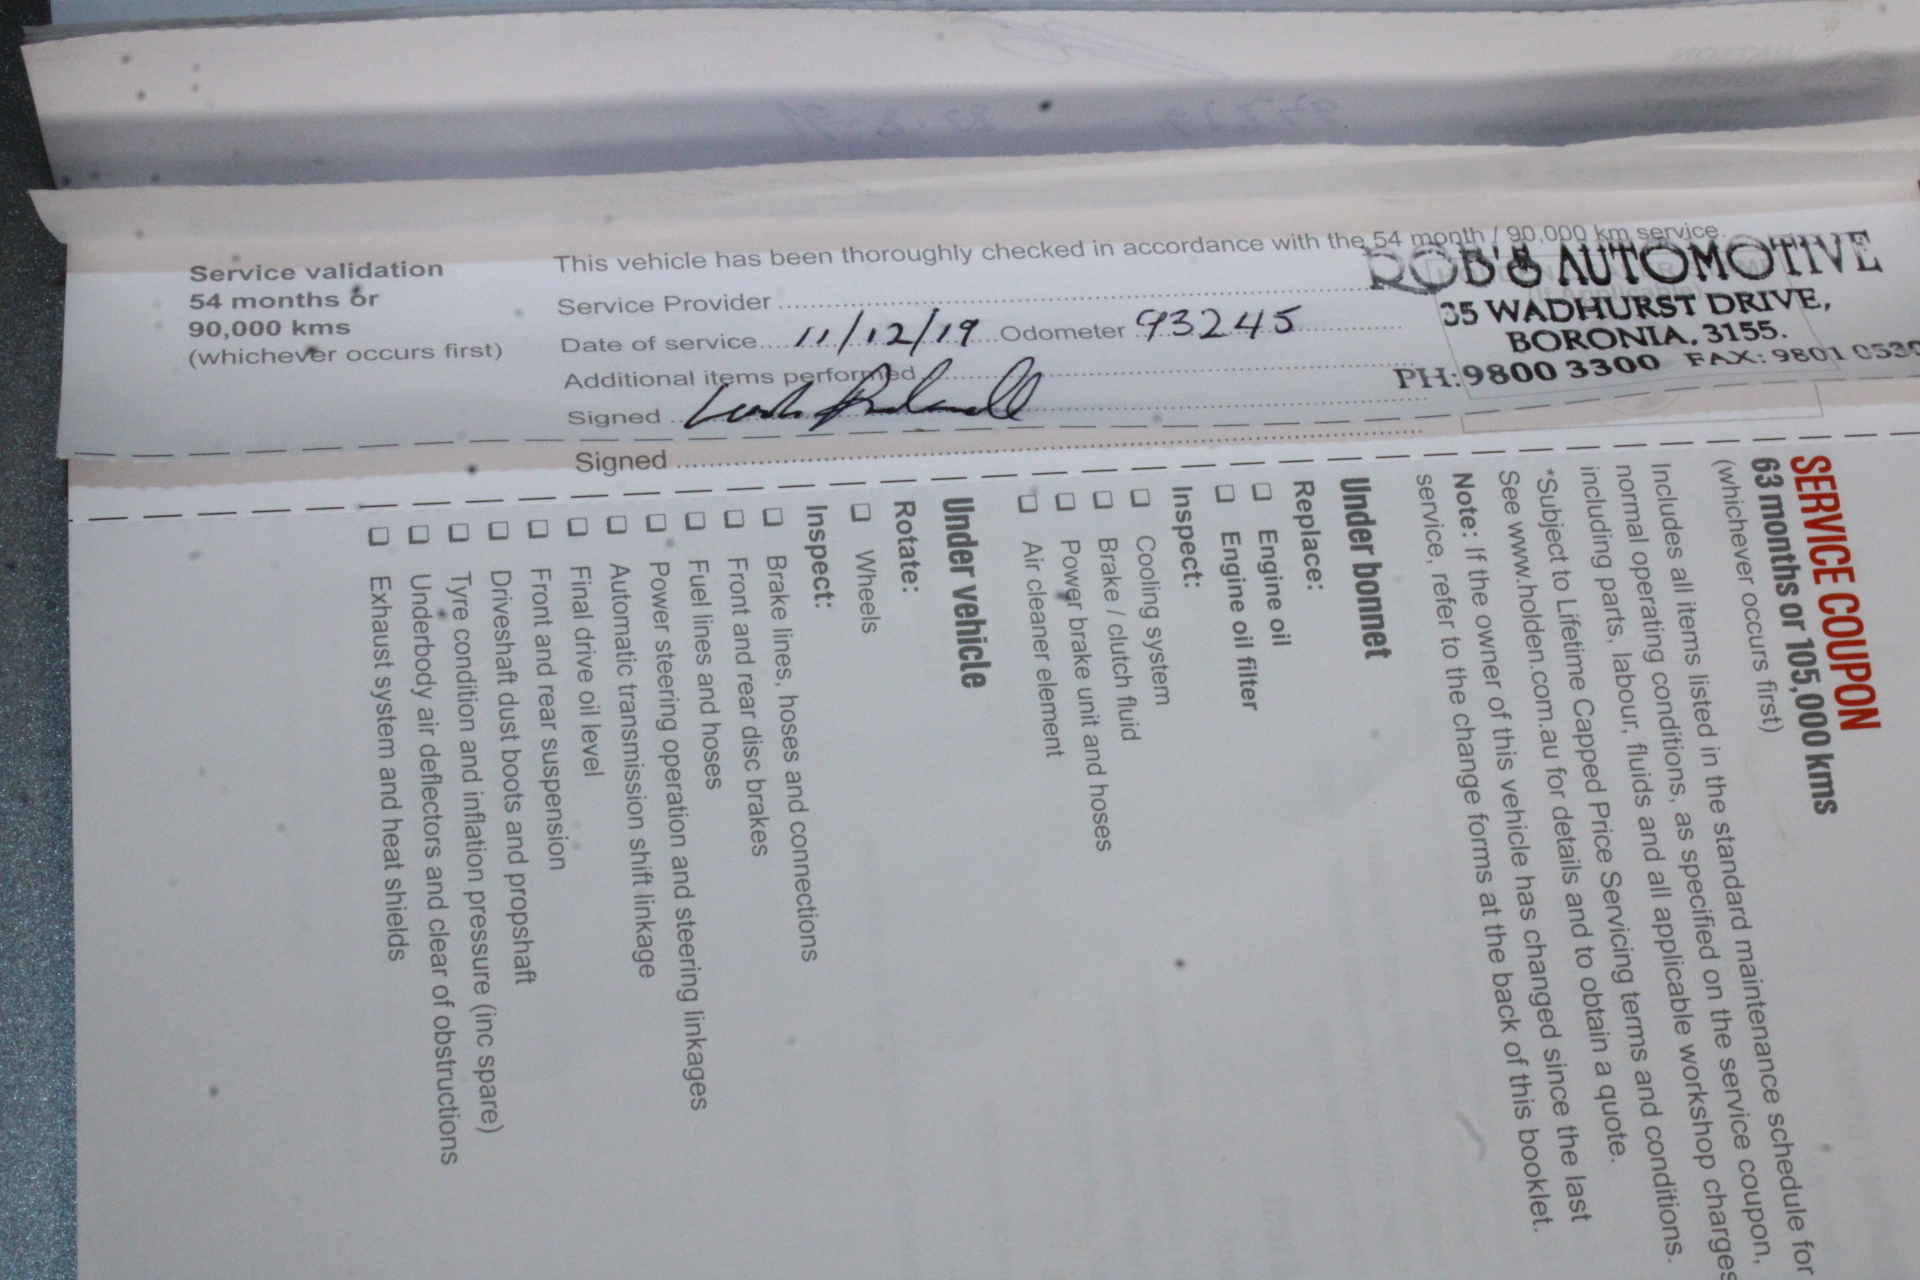 Service validation
54 months or
90,000 kms
(whichever occurs first)
This vehicle has been thoroughly checked in accordance with the 54 month / 90,000 km service.
Service Provider
Date of service 11/12/19 Odometer 93245
Additional items performed
Signed
ROB'S AUTOMOTIVE
35 WADHURST DRIVE,
BORONIA, 3155.
PH: 9800 3300 FAX: 9801 0530
Signed
SERVICE COUPON
63 months or 105,000 kms
(whichever occurs first)
Includes all items listed in the standard maintenance schedule for
normal operating conditions, as specified on the service coupon,
including parts, labour, fluids and all applicable workshop charges
*Subject to Lifetime Capped Price Servicing terms and conditions.
See www.holden.com.au for details and to obtain a quote.
Note: If the owner of this vehicle has changed since the last
service, refer to the change forms at the back of this booklet.
Under bonnet
Replace:
Engine oil
Engine oil filter
Inspect:
Cooling system
Brake / clutch fluid
Power brake unit and hoses
Air cleaner element
Under vehicle
Rotate:
Wheels
Inspect:
Brake lines, hoses and connections
Front and rear disc brakes
Fuel lines and hoses
Power steering operation and steering linkages
Automatic transmission shift linkage
Final drive oil level
Front and rear suspension
Driveshaft dust boots and propshaft
Tyre condition and inflation pressure (inc spare)
Underbody air deflectors and clear of obstructions
Exhaust system and heat shields